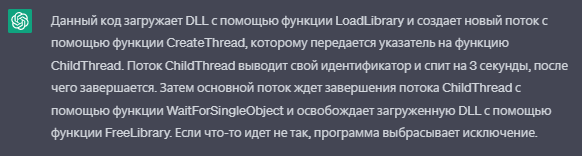 Данный код загружает DLL с помощью функции LoadLibrary и создает новый поток с
помощью функции CreateThread, которому передается указатель на функцию
ChildThread. Поток ChildThread выводит свой идентификатор и спит на 3 секунды, после
чего завершается. Затем основной поток ждет завершения потока ChildThread с
помощью функции WaitForSingleObject и освобождает загруженную DLL с помощью
функции FreeLibrary. Если что-то идет не так, программа выбрасывает исключение.